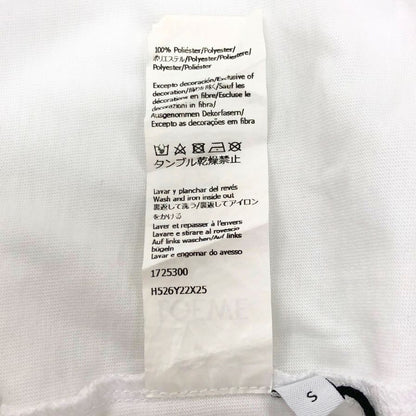 100% Poliéster/Polyester/
ポリエステル/Polyester/Poliestere/
Polyester/Poliéster
Excepto decoración/Exclusive of
decoration/飾りを除く/Sauf les
décorations en fibre/Escluse le
decorazioni in fibra/
Ausgenommen Dekorfasern/
Excepto as decorações em fibra
タンブル乾燥禁止
Lavar y planchar del revés
Wash and iron inside out
裏返して洗う/裏返してアイロン
をかける
Laver et repasser à l'envers
Lavare e stirare al rovescio
Auf links waschen/Auf links
bügeln
Lavar e engomar do avesso
1725300
H526Y22X25
LOEWE
S